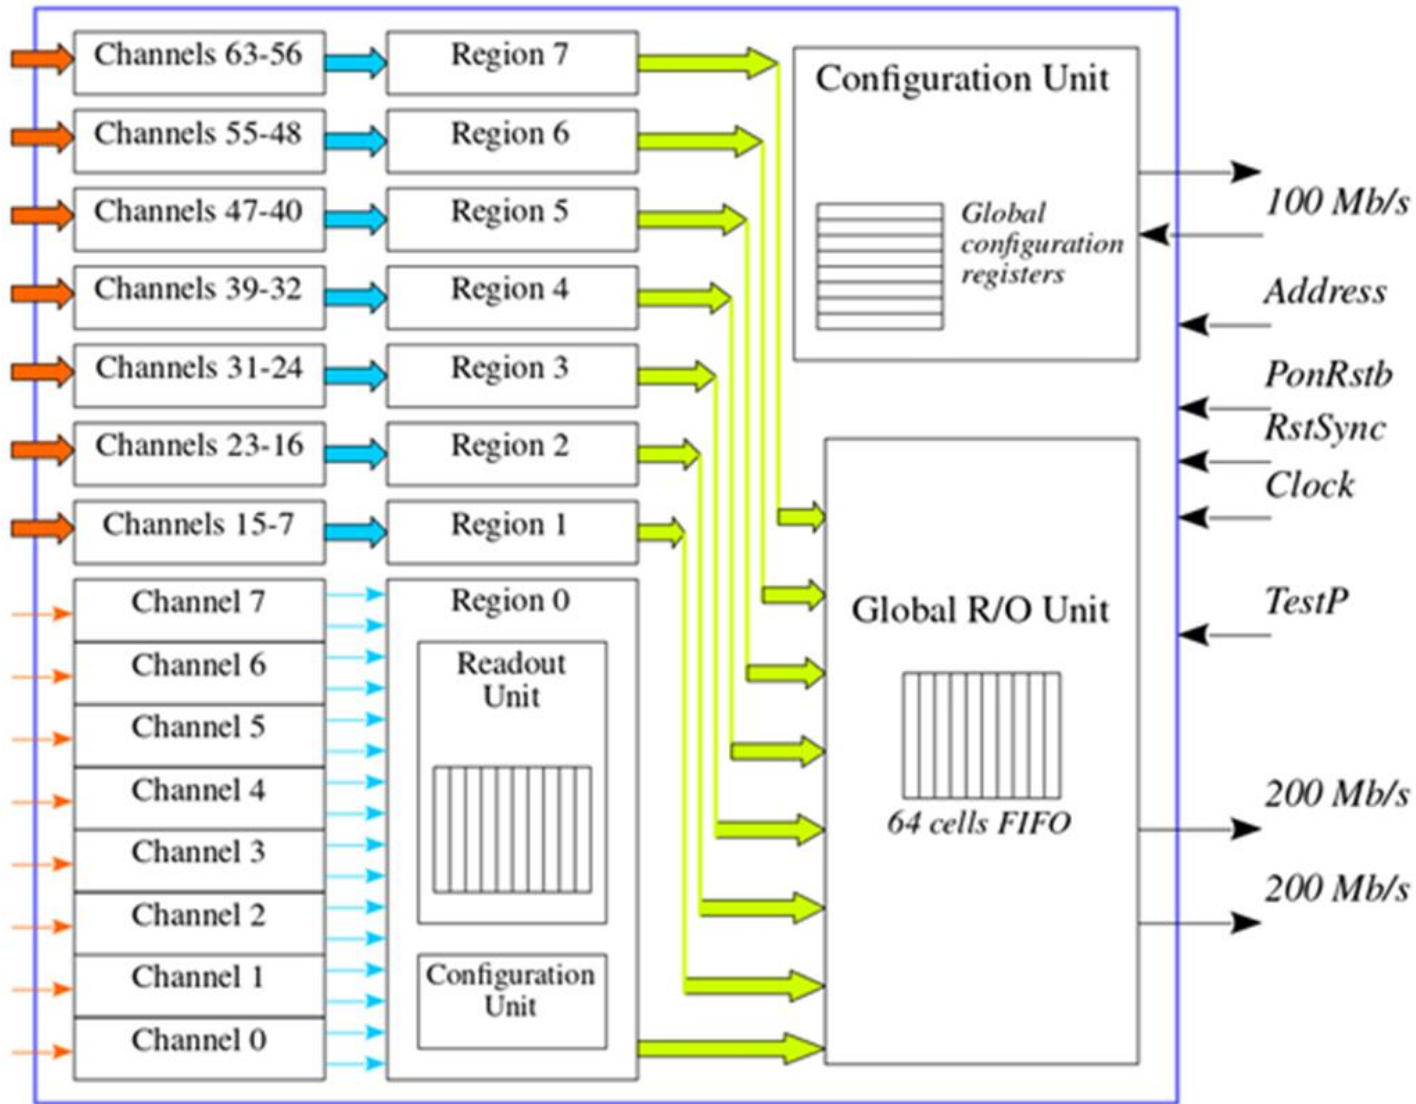 Channels 63-56
Region 7
Channels 55-48
Region 6
Channels 47-40
Region 5
Channels 39-32
Region 4
Channels 31-24
Region 3
Channels 23-16
Region 2
Channels 15-7
Region 1
Channel 7
Channel 6
Channel 5
Channel 4
Channel 3
Channel 2
Channel 1
Channel 0
Region 0
Readout
Unit
Configuration
Unit
Configuration Unit
Global
configuration
registers
Global R/O Unit
64 cells FIFO
100 Mb/s
Address
PonRstb
RstSync
Clock
TestP
200 Mb/s
200 Mb/s